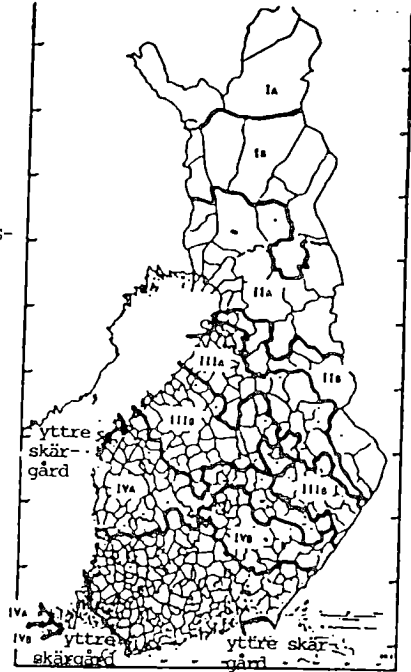 IA
IB
IIA
IIIA
IIB
IIIB
yttre
skär-
gård
IVA
IIIB
IVB
IVA
IVB
yttre
skärgård
yttre skär-
gård